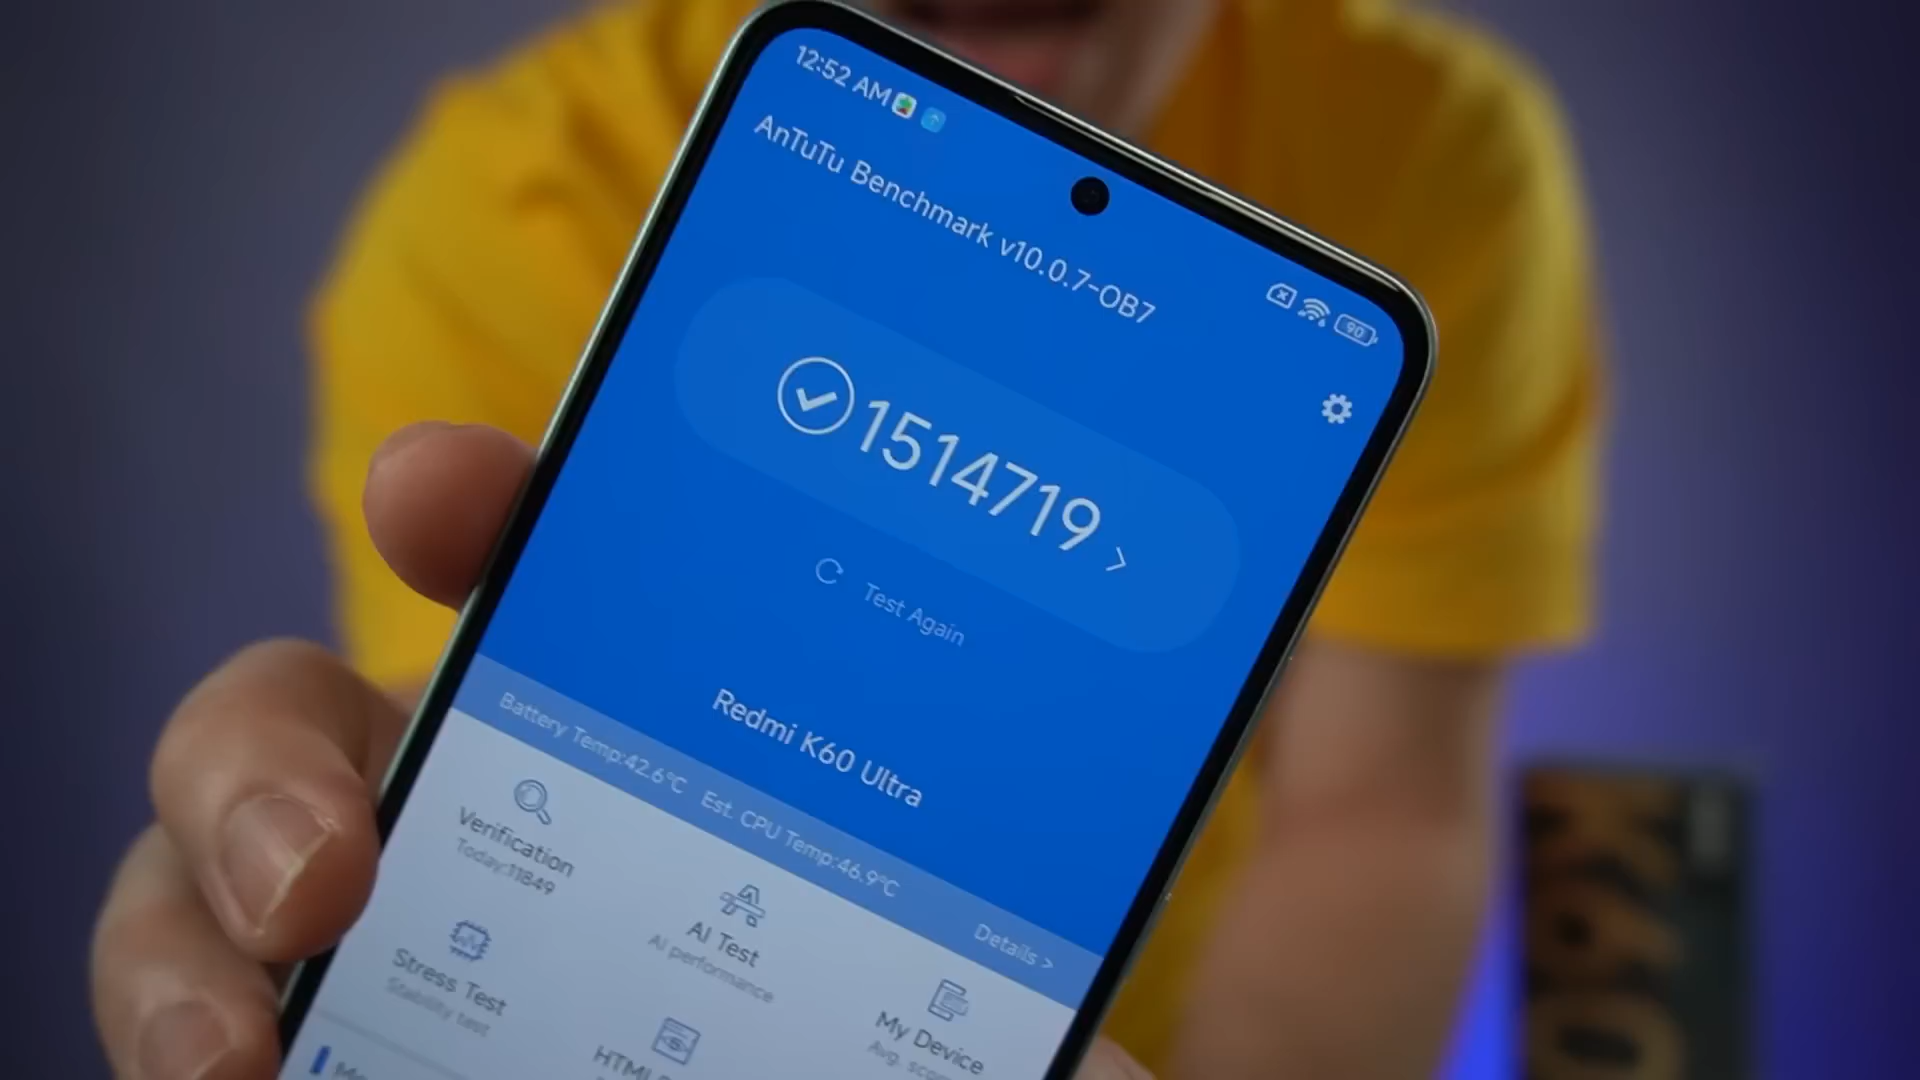 12:52 AM
90
AnTuTu Benchmark v10.0.7-OB7
1514719 >
Test Again
Redmi K60 Ultra
Battery Temp:42.6°C Est. CPU Temp:46.9°C Details >
Verification
Today:11849
AI Test
AI performance
My Device
Avg.
Stress Test
Stability test
K60